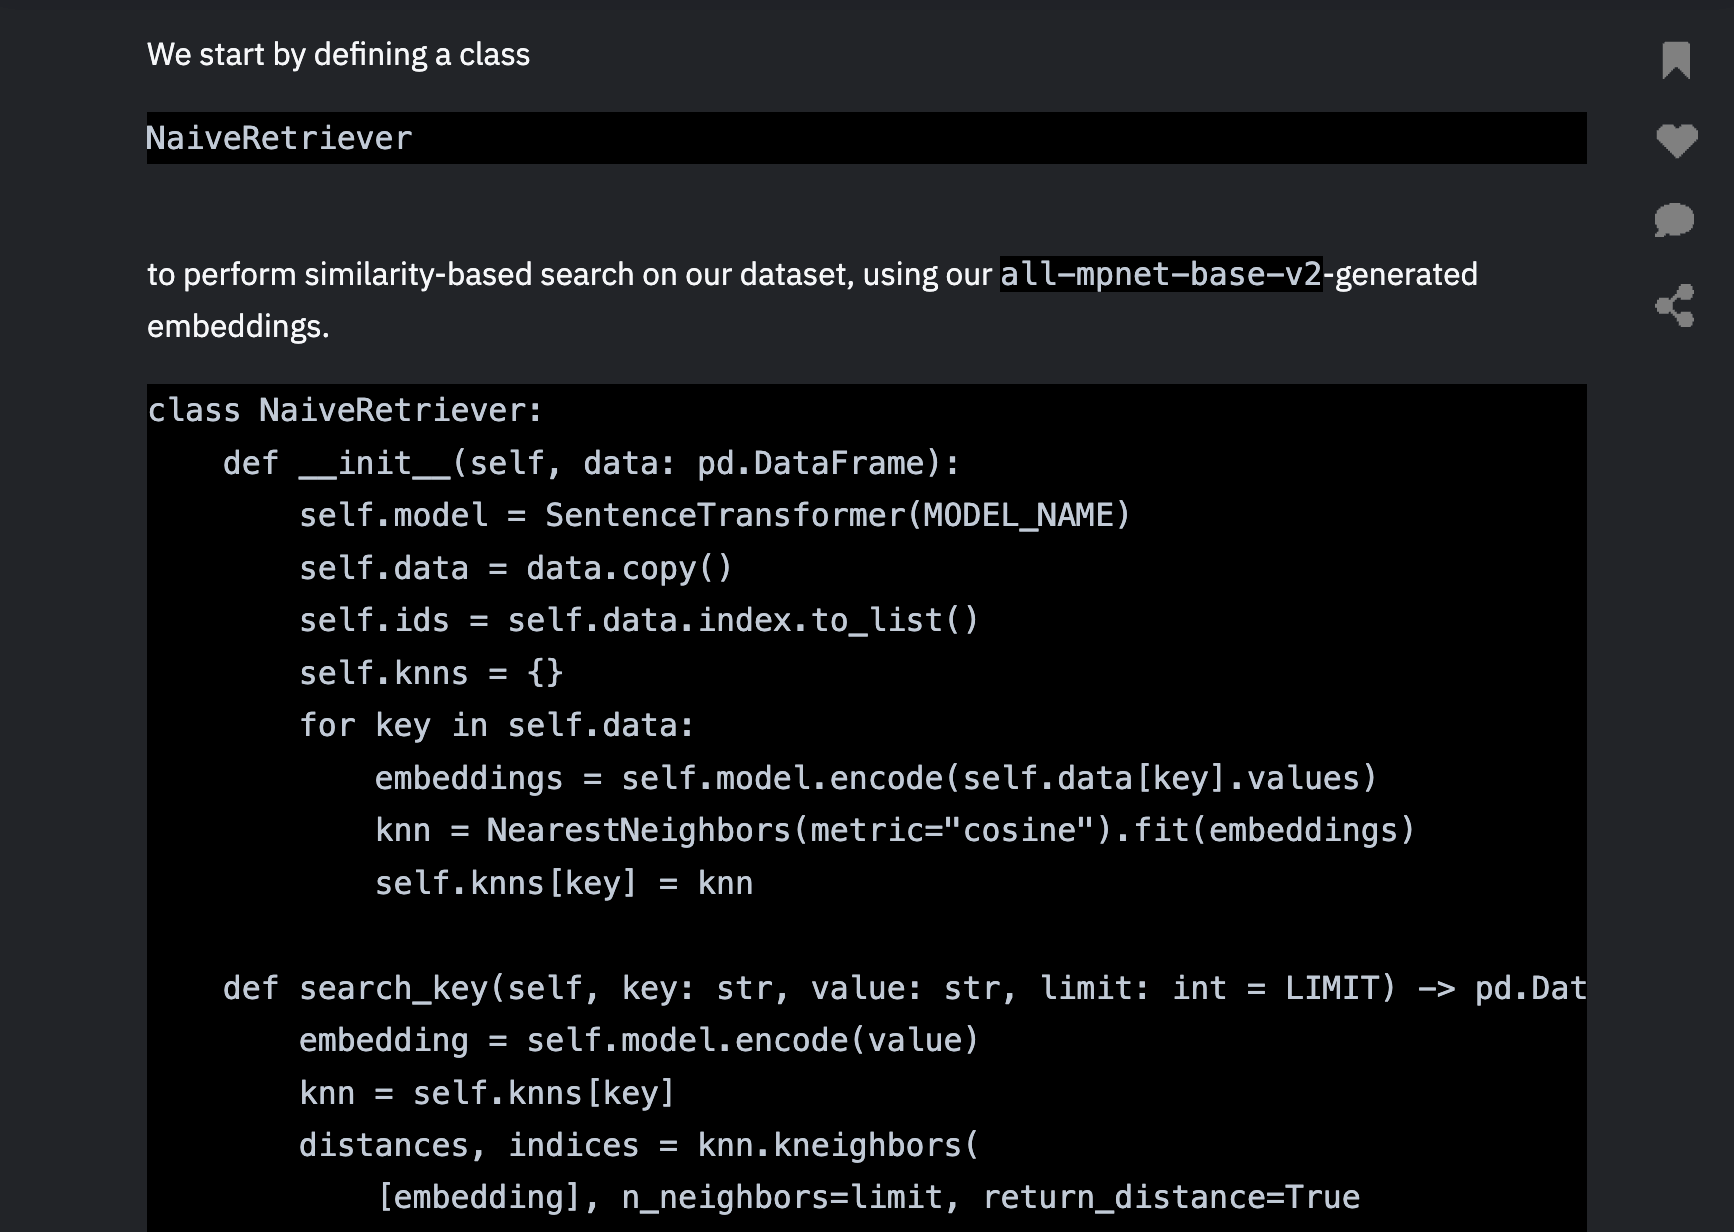 We start by defining a class
NaiveRetriever
to perform similarity-based search on our dataset, using our all-mpnet-base-v2-generated
embeddings.
class NaiveRetriever:
    def __init__(self, data: pd.DataFrame):
        self.model = SentenceTransformer(MODEL_NAME)
        self.data = data.copy()
        self.ids = self.data.index.to_list()
        self.knns = {}
        for key in self.data:
            embeddings = self.model.encode(self.data[key].values)
            knn = NearestNeighbors(metric="cosine").fit(embeddings)
            self.knns[key] = knn
    def search_key(self, key: str, value: str, limit: int = LIMIT) -> pd.Dat
        embedding = self.model.encode(value)
        knn = self.knns[key]
        distances, indices = knn.kneighbors(
            [embedding], n_neighbors=limit, return_distance=True